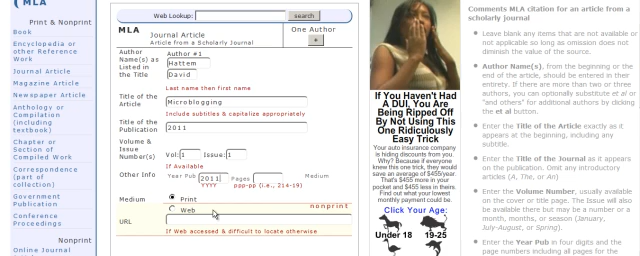 MLA
Print & Nonprint
Book
Encyclopedia or
other Reference
Work
Journal Article
Magazine Article
Newspaper Article
Anthology or
Compilation
(including
textbook)
Chapter or
Section of
Compiled Work
Correspondence
(part of
collection)
Government
Publication
Conference
Proceedings
Nonprint
Online Journal
Web Lookup: search
MLA Journal Article
Article from a Scholarly Journal
One Author
+
Author
Name(s) as
Listed in
the Title
Author #1
Hattem
David
Last name then first name
Title of the
Article
Microblogging
Include subtitles & capitalize appropriately
Title of the
Publication
2011
Volume &
Issue
Number(s)
Vol: 1 Issue: 1
If Available
Other Info Year Pub 2011 Pages Medium
YYYY ppp-pp (i.e., 214-19)
Medium Print
Web
nonprint
URL
If Web accessed & difficult to locate otherwise
If You Haven't Had
A DUI, You Are
Being Ripped Off
By Not Using This
One Ridiculously
Easy Trick
Your auto insurance company
is hiding discounts from you.
Why? Because if everyone
knew this one trick, they would
save an average of $455/year.
That's $455 more in your
pocket and $455 less in theirs.
Find out what your lowest
monthly payment could be.
Click Your Age:
Under 18 19-25
Comments MLA citation for an article from a
scholarly journal
Leave blank any items that are not available or
not applicable so long as omission does not
diminish the value of the source.
Author Name(s), from the beginning or the
end of the article, should be entered in their
entirety. If there are more than two or three
authors, you can optionally substitute et al or
"and others" for additional authors by clicking
the et al button.
Enter the Title of the Article exactly as it
appears at the beginning, including any
subtitle.
Enter the Title of the Journal as it appears
on the publication. Omit any introductory
articles (A, The, or An)
Enter the Volume Number, usually available
on the cover or title page. The Issue will also
be available there but may be a number or a
month, months, or season (January,
July-August, or Spring).
Enter the Year Pub in four digits and the
page numbers including all pages for the